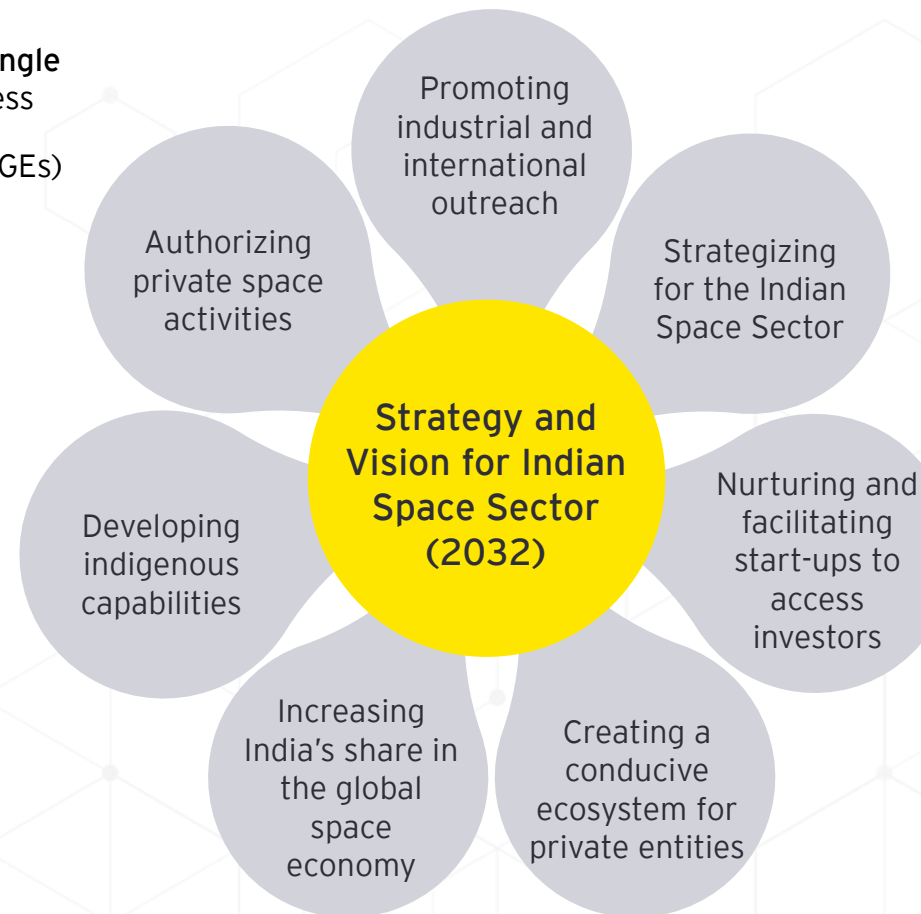 ngle
ess
GEs)
Promoting
industrial and
international
outreach
Strategizing
for the Indian
Space Sector
Nurturing and
facilitating
start-ups to
access
investors
Creating a
conducive
ecosystem for
private entities
Increasing
India's share in
the global
space
economy
Developing
indigenous
capabilities
Authorizing
private space
activities
Strategy and
Vision for Indian
Space Sector
(2032)